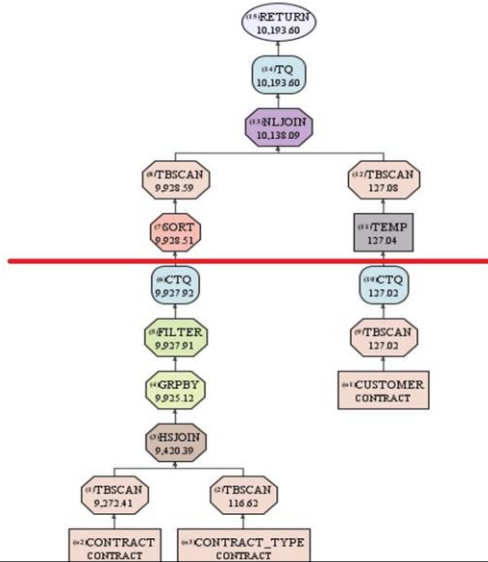 (15)RETURN
10,193.60
(14)TQ
10,193.60
(13)NLJOIN
10,138.09
(8)TBSCAN
9,928.59
(12)TBSCAN
127.08
(7)SORT
9,928.51
(11)TEMP
127.04
(6)CTQ
9,927.92
(10)CTQ
127.02
(5)FILTER
9,927.91
(9)TBSCAN
127.02
(4)GRPBY
9,925.12
(o1)CUSTOMER
CONTRACT
(3)HSJOIN
9,420.39
(1)TBSCAN
9,272.41
(2)TBSCAN
116.62
(o2)CONTRACT
CONTRACT
(o3)CONTRACT_TYPE
CONTRACT